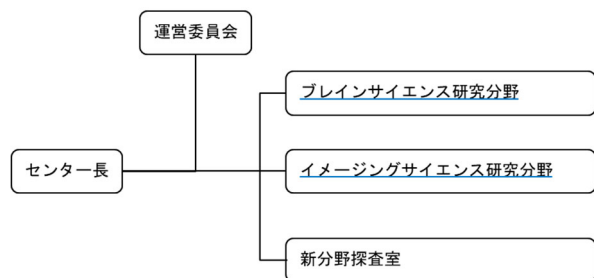 運営委員会
ブレインサイエンス研究分野
センター長
イメージングサイエンス研究分野
新分野探査室